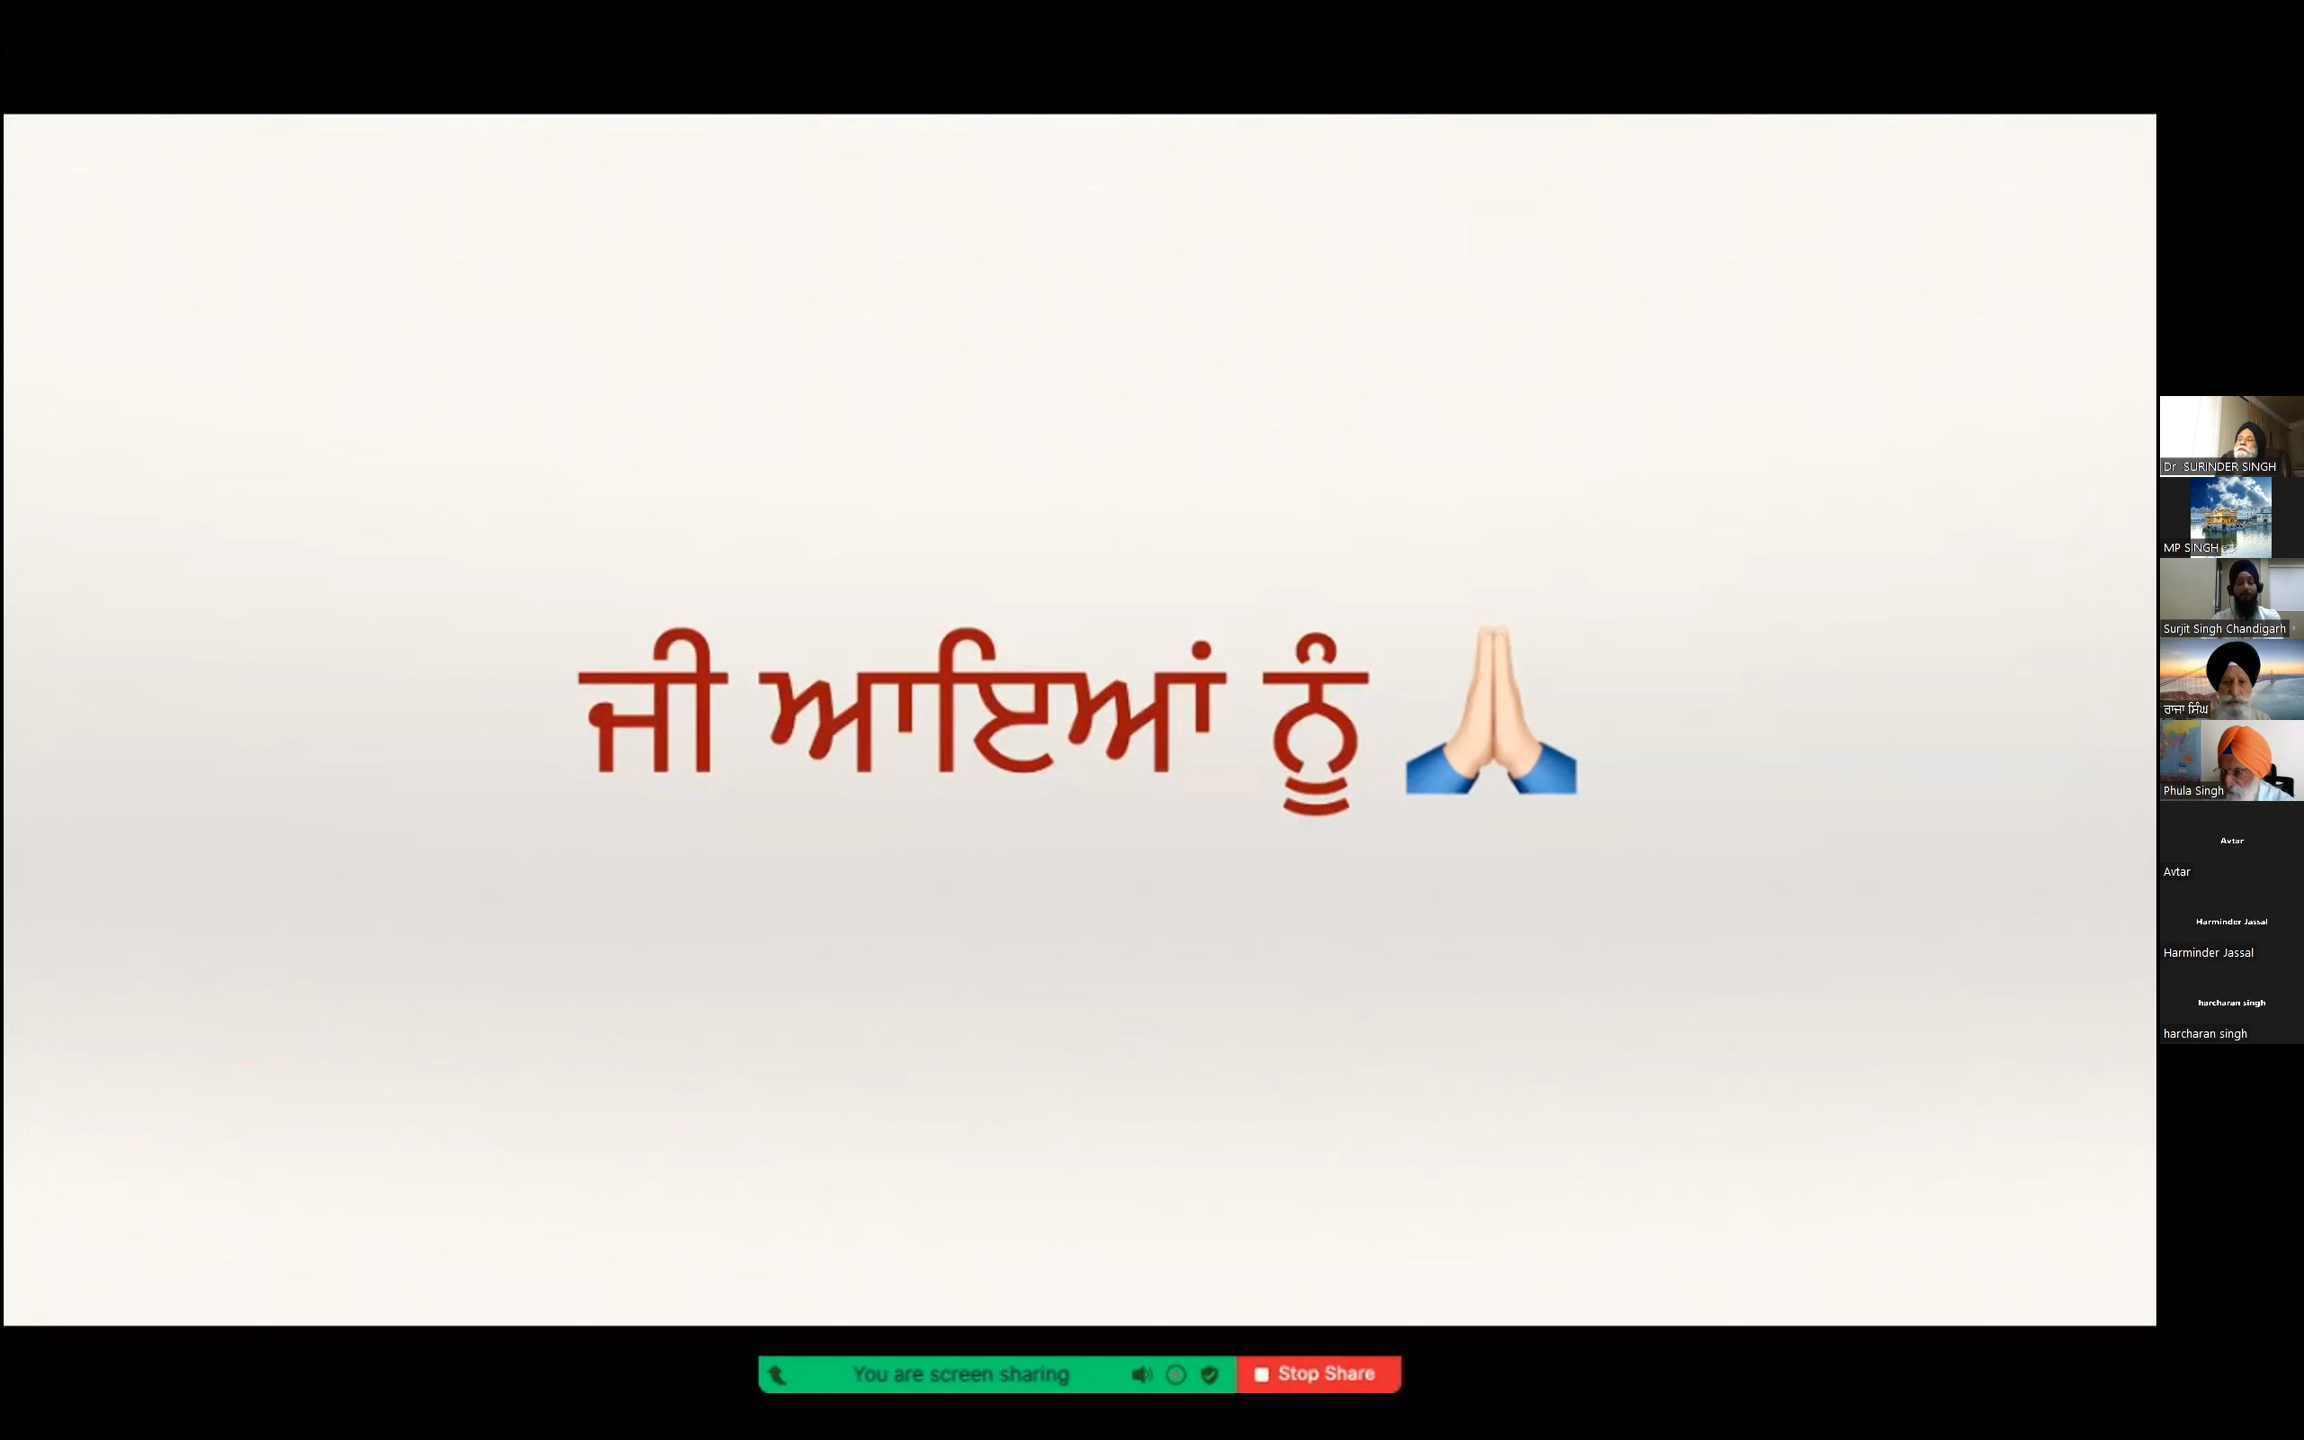 ਜੀ ਆਇਆਂ ਨੂੰ 🙏🏻
Dr SURINDER SINGH
MP SINGH
Surjit Singh Chandigarh
ਰਾਜਾ ਸਿੰਘ
Phula Singh
Avtar
Avtar
Harminder Jassal
Harminder Jassal
harcharan singh
harcharan singh
You are screen sharing
Stop Share